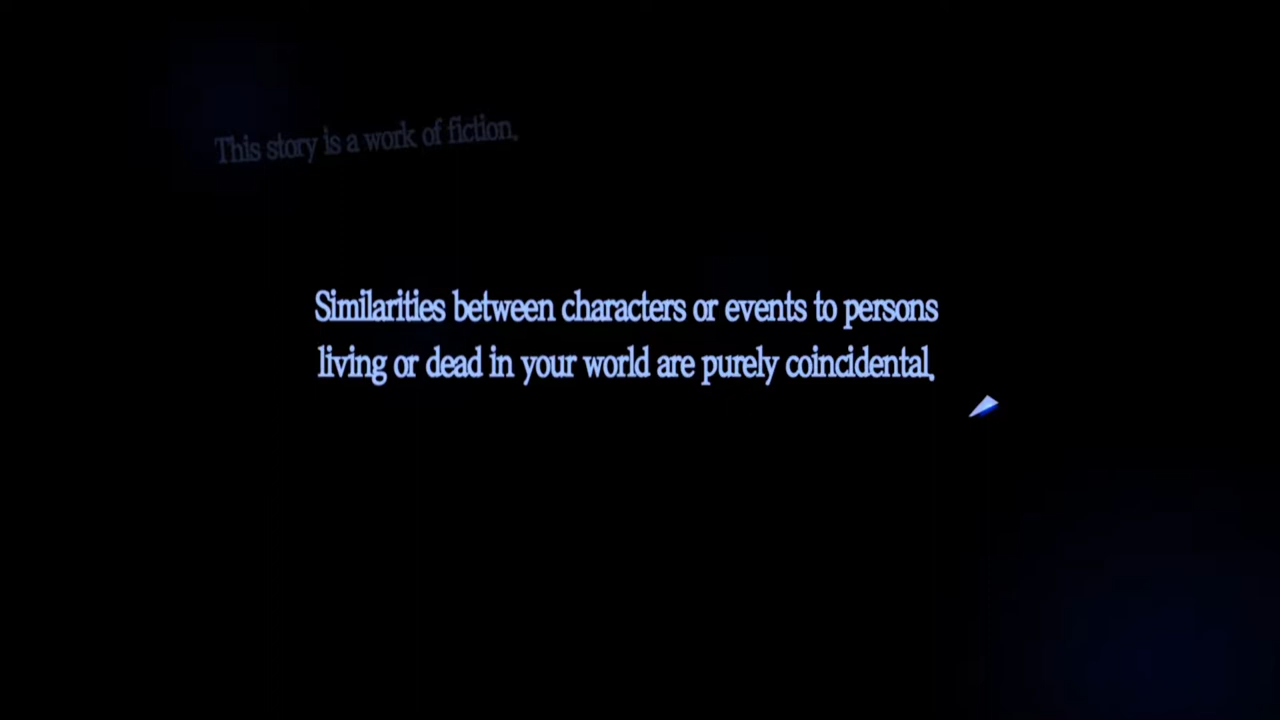 This story is a work of fiction.
Similarities between characters or events to persons
living or dead in your world are purely coincidental.